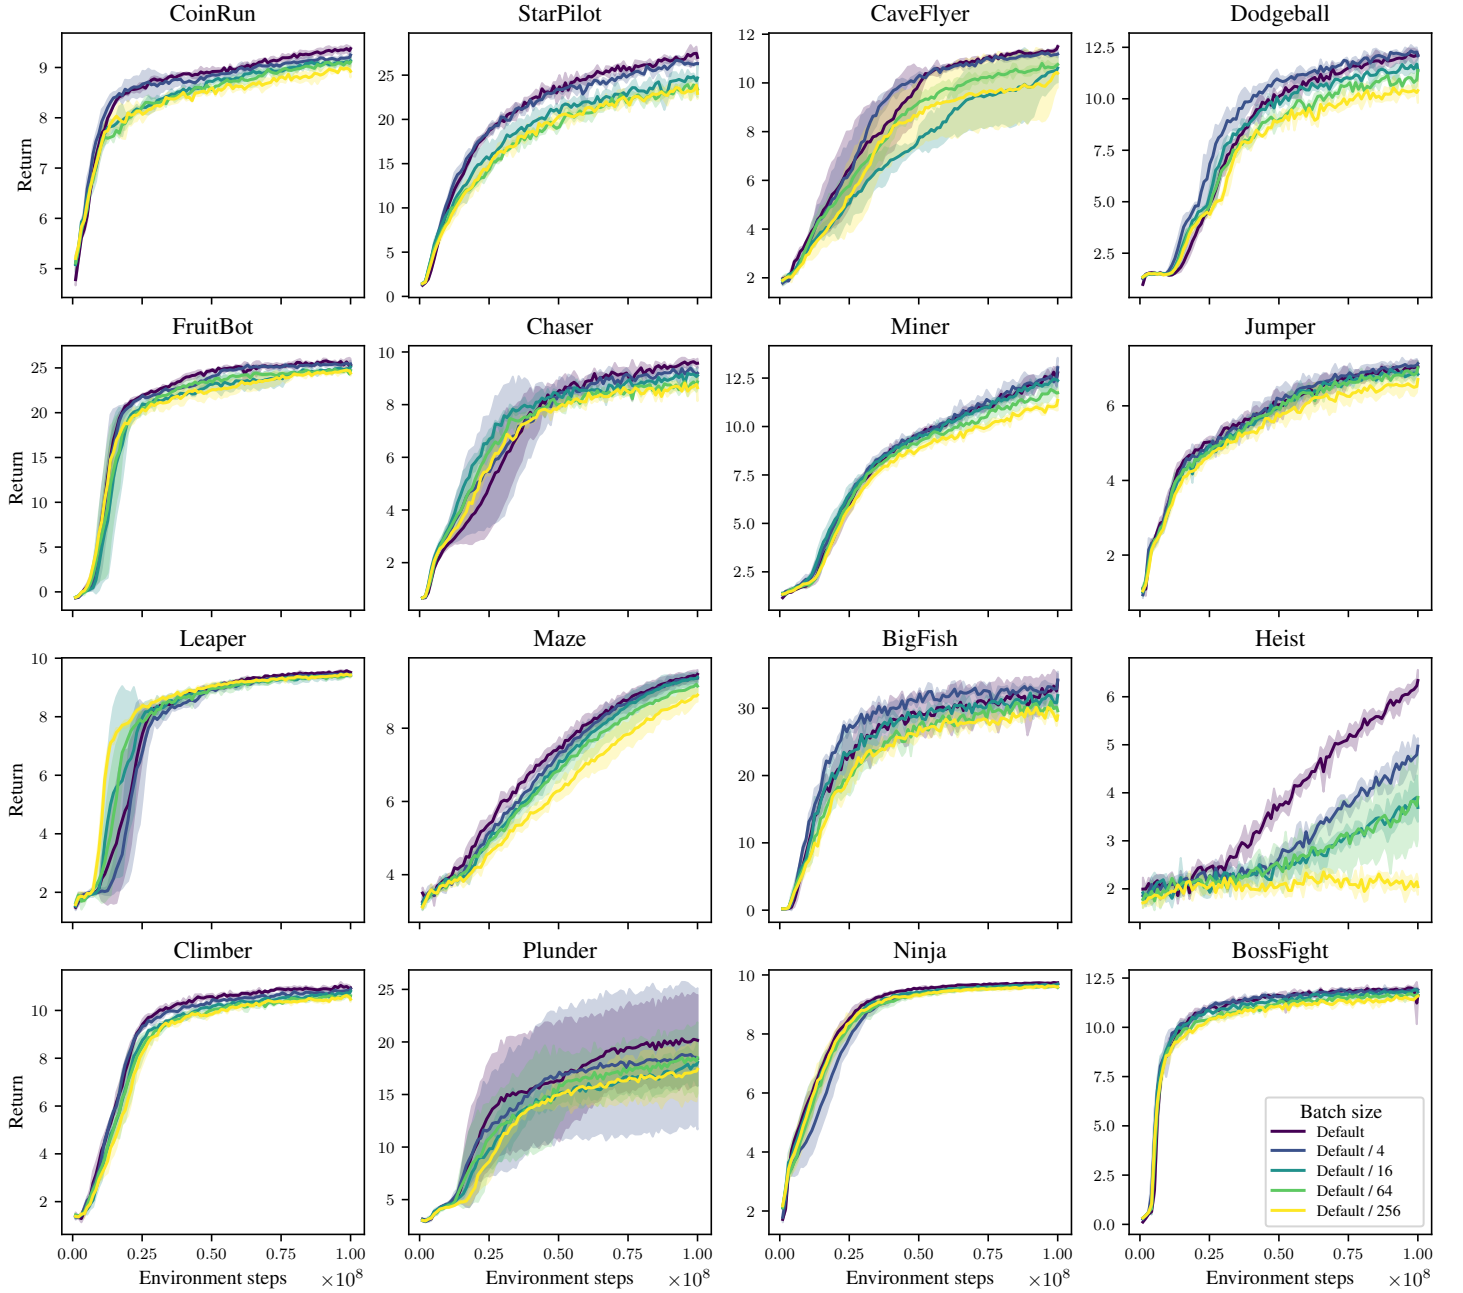 CoinRun
StarPilot
CaveFlyer
Dodgeball
Return
9
8
7
6
5
25
20
15
10
5
0
12
10
8
6
4
2
12.5
10.0
7.5
5.0
2.5
FruitBot
Chaser
Miner
Jumper
Return
25
20
15
10
5
0
10
8
6
4
2
12.5
10.0
7.5
5.0
2.5
6
4
2
Leaper
Maze
BigFish
Heist
Return
10
8
6
4
2
8
6
4
30
20
10
0
6
5
4
3
2
Climber
Plunder
Ninja
BossFight
Return
10
8
6
4
2
25
20
15
10
5
10
8
6
4
2
12.5
10.0
7.5
5.0
2.5
0.0
Batch size
Default
Default / 4
Default / 16
Default / 64
Default / 256
0.00 0.25 0.50 0.75 1.00
0.00 0.25 0.50 0.75 1.00
0.00 0.25 0.50 0.75 1.00
0.00 0.25 0.50 0.75 1.00
Environment steps ×10⁸
Environment steps ×10⁸
Environment steps ×10⁸
Environment steps ×10⁸